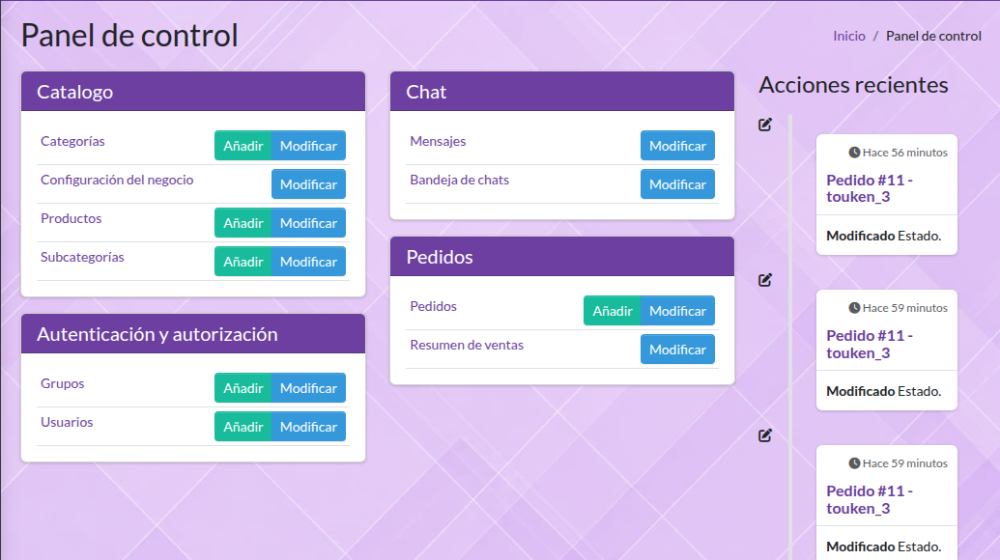 Panel de control
Inicio / Panel de control
Catalogo
Categorías Añadir Modificar
Configuración del negocio Modificar
Productos Añadir Modificar
Subcategorías Añadir Modificar
Autenticación y autorización
Grupos Añadir Modificar
Usuarios Añadir Modificar
Chat
Mensajes Modificar
Bandeja de chats Modificar
Pedidos
Pedidos Añadir Modificar
Resumen de ventas Modificar
Acciones recientes
Hace 56 minutos
Pedido #11 -
touken_3
Modificado Estado.
Hace 59 minutos
Pedido #11 -
touken_3
Modificado Estado.
Hace 59 minutos
Pedido #11 -
touken_3
Modificado Estado.